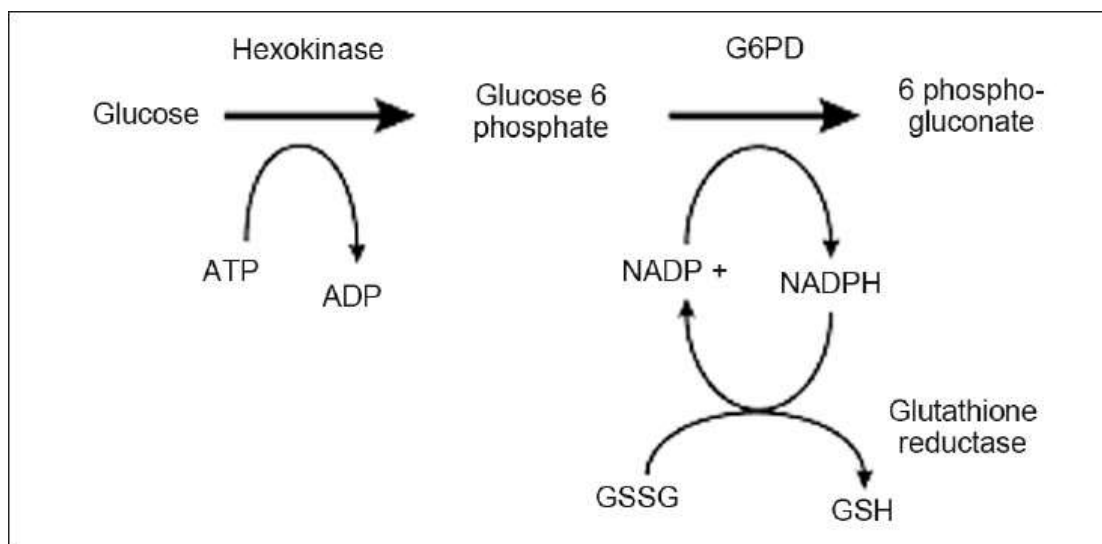 Hexokinase
G6PD
Glucose
Glucose 6
phosphate
6 phospho-
gluconate
ATP
ADP
NADP +
NADPH
Glutathione
reductase
GSSG
GSH